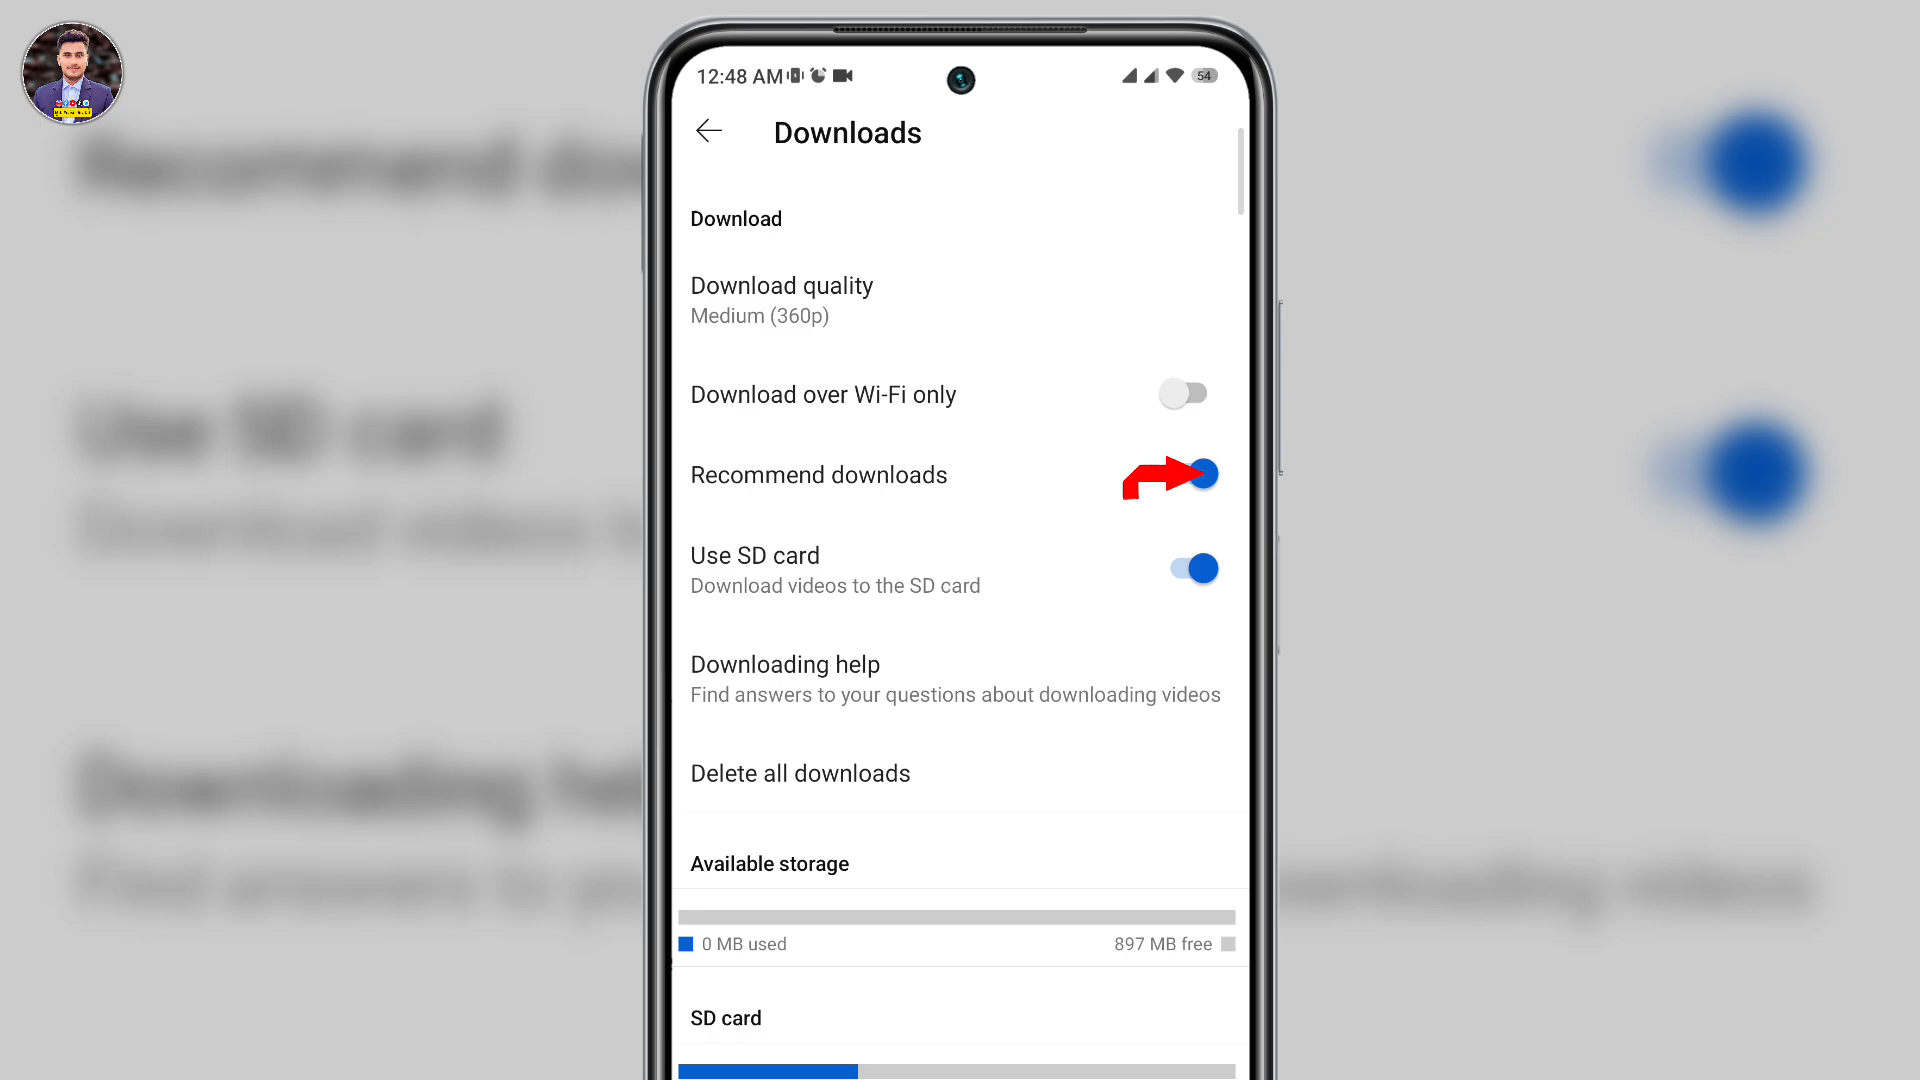 12:48 AM
54
Downloads
Download
Download quality
Medium (360p)
Download over Wi-Fi only
Recommend downloads
Use SD card
Download videos to the SD card
Downloading help
Find answers to your questions about downloading videos
Delete all downloads
Available storage
0 MB used
897 MB free
SD card